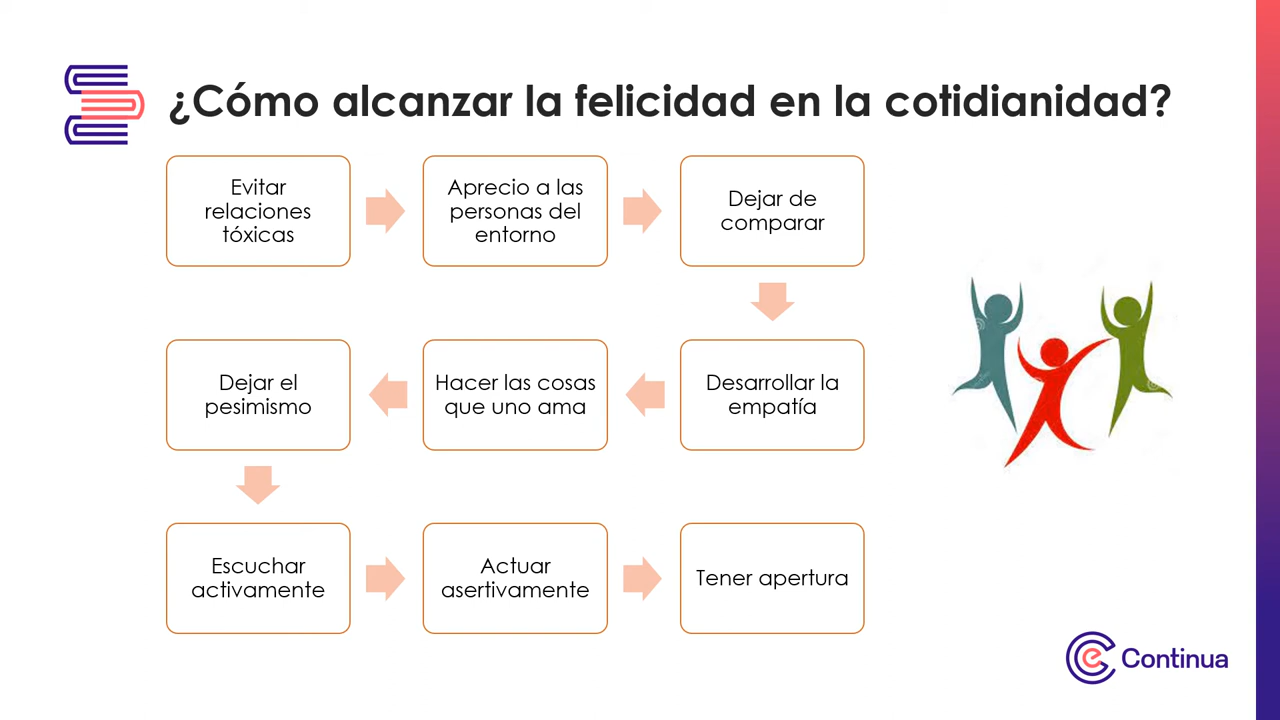 ¿Cómo alcanzar la felicidad en la cotidianidad?
Evitar
relaciones
tóxicas
Aprecio a las
personas del
entorno
Dejar de
comparar
Desarrollar la
empatía
Hacer las cosas
que uno ama
Dejar el
pesimismo
Escuchar
activamente
Actuar
asertivamente
Tener apertura
e Continua